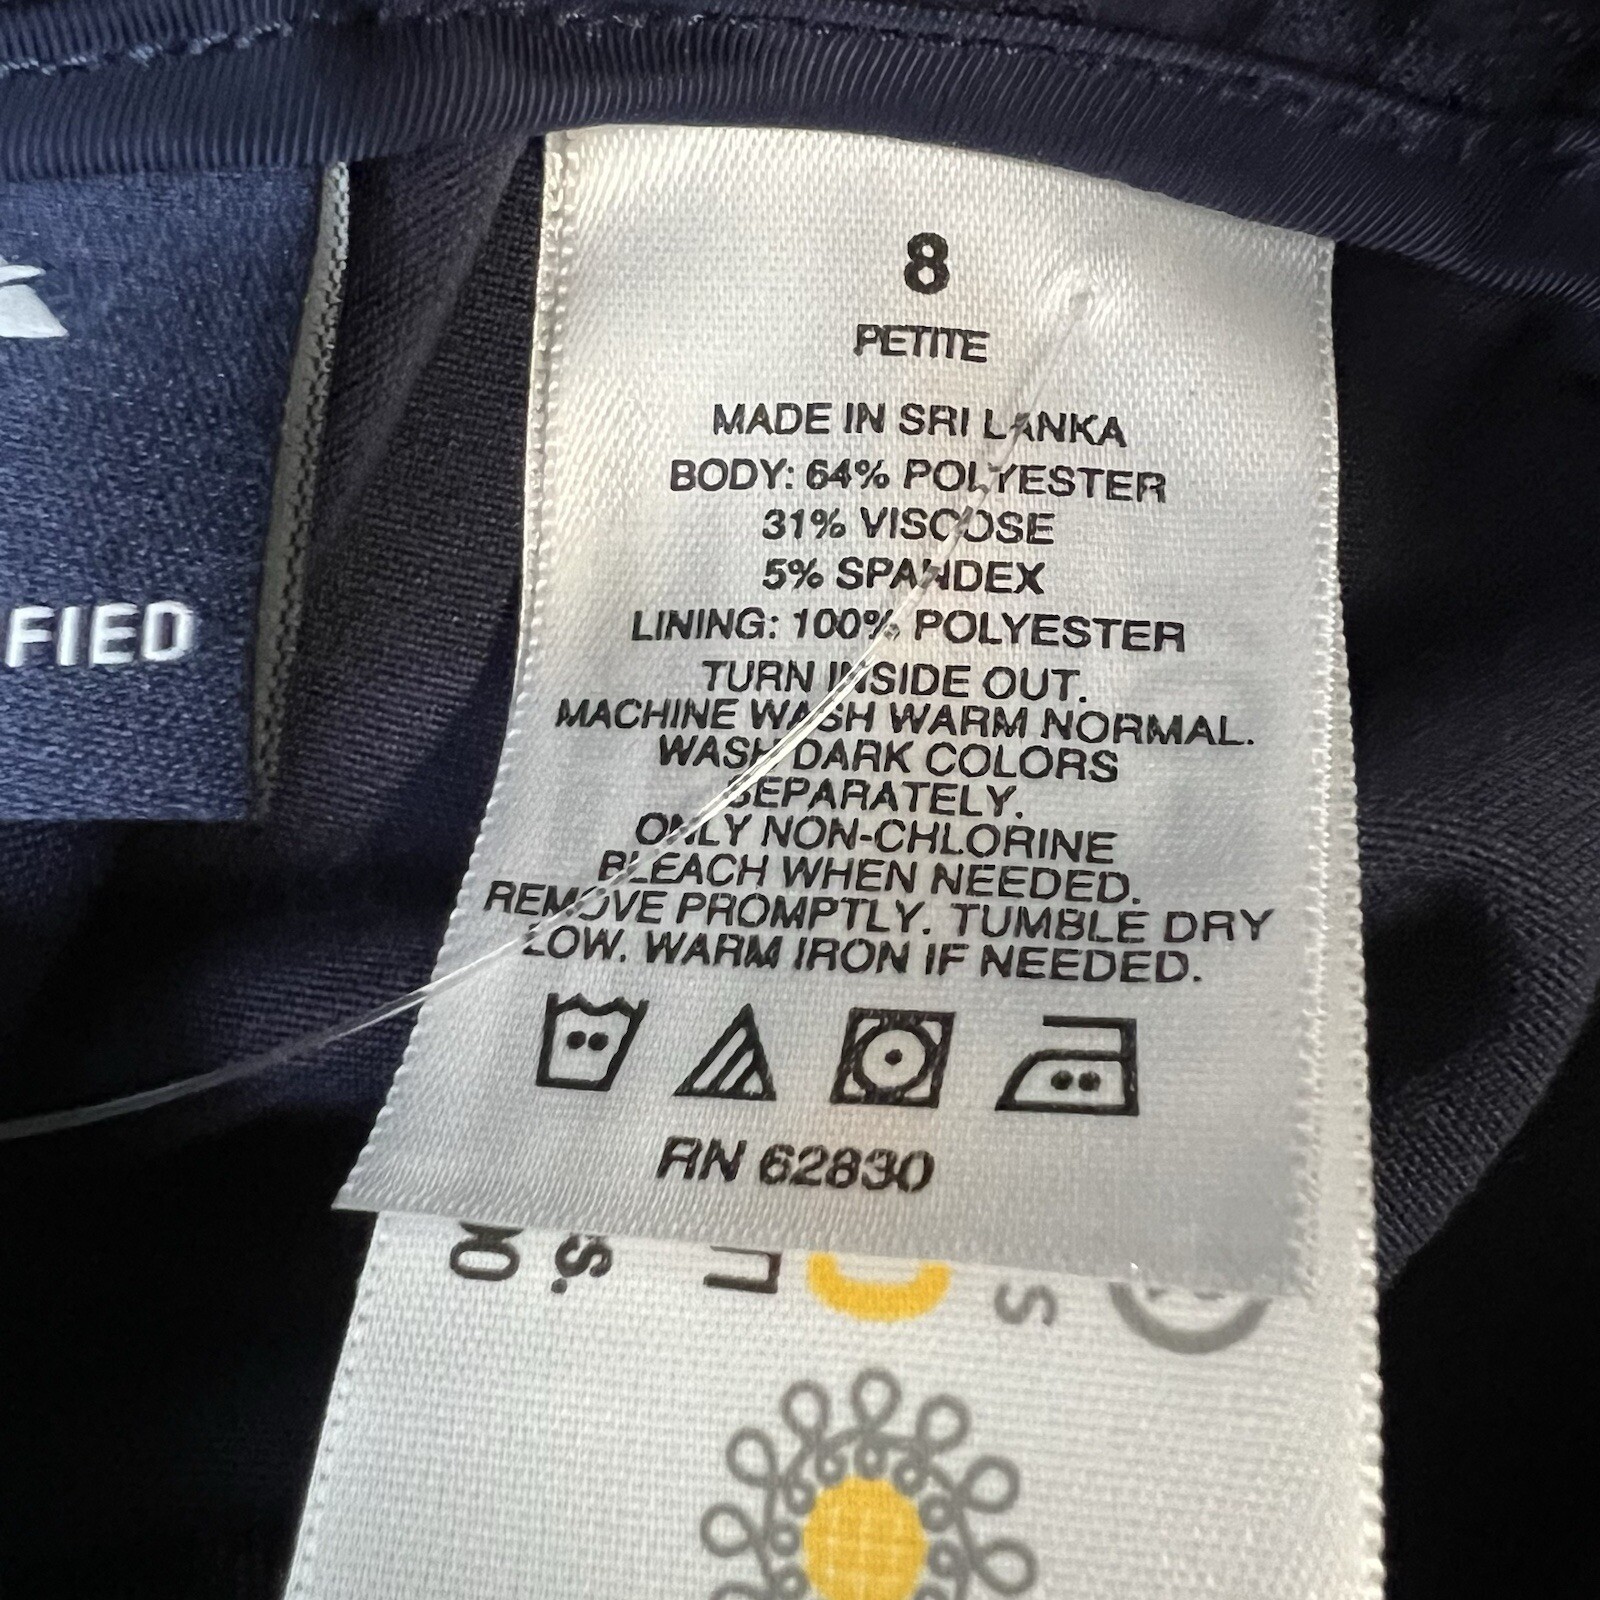 8
PETITE
MADE IN SRI LANKA
BODY: 64% POLYESTER
31% VISCOSE
5% SPANDEX
LINING: 100% POLYESTER
TURN INSIDE OUT.
MACHINE WASH WARM NORMAL.
WASH DARK COLORS
SEPARATELY.
ONLY NON-CHLORINE
BLEACH WHEN NEEDED.
REMOVE PROMPTLY. TUMBLE DRY
LOW. WARM IRON IF NEEDED.
RN 62830
FIED